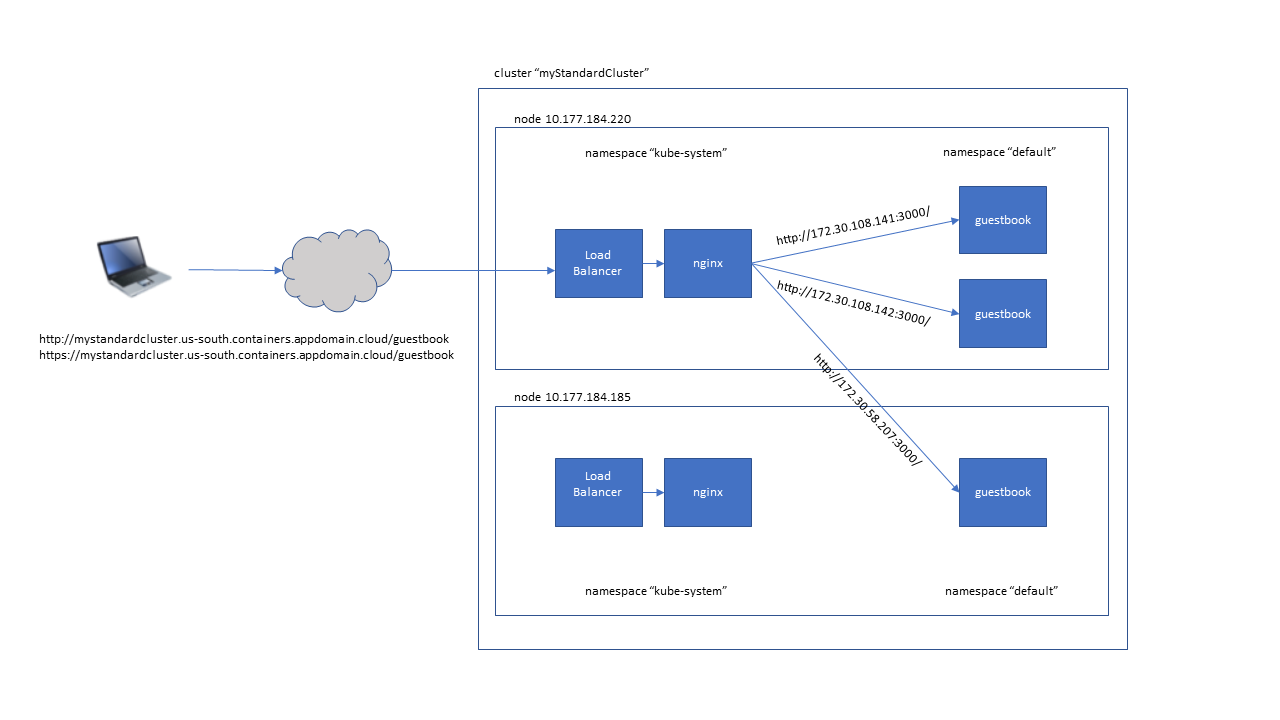 cluster “myStandardCluster”
node 10.177.184.220
namespace “kube-system”
namespace “default”
Load
Balancer
nginx
http://172.30.108.141:3000/
guestbook
http://172.30.108.142:3000/
guestbook
http://mystandardcluster.us-south.containers.appdomain.cloud/guestbook
https://mystandardcluster.us-south.containers.appdomain.cloud/guestbook
http://172.30.58.207:3000/
node 10.177.184.185
Load
Balancer
nginx
guestbook
namespace “kube-system”
namespace “default”